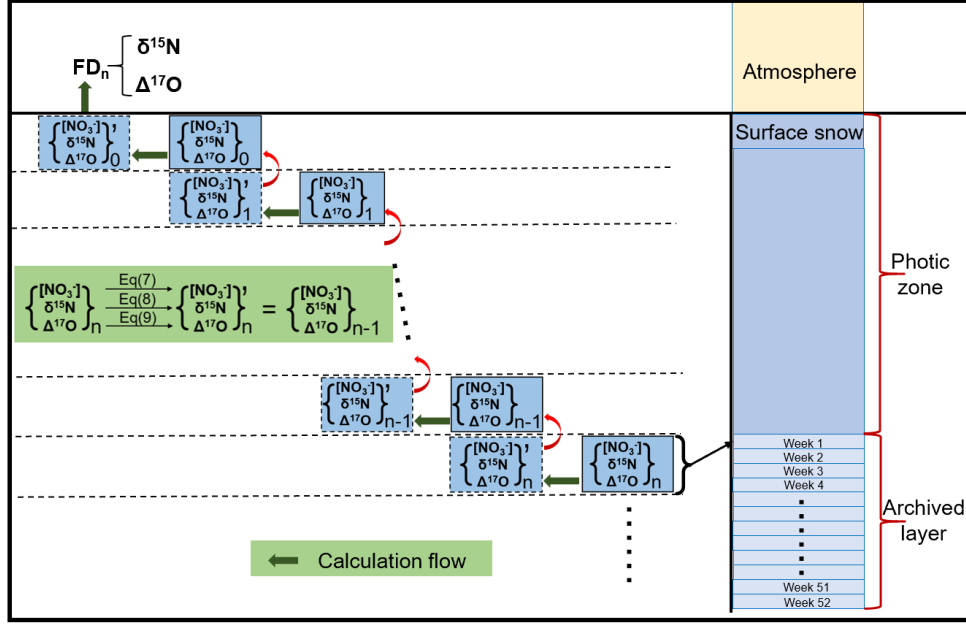 δ¹⁵N
FDₙ
Δ¹⁷O
Atmosphere
Surface snow
[NO₃⁻]
δ¹⁵N
Δ¹⁷O
'
0
[NO₃⁻]
δ¹⁵N
Δ¹⁷O
0
[NO₃⁻]
δ¹⁵N
Δ¹⁷O
'
1
[NO₃⁻]
δ¹⁵N
Δ¹⁷O
1
Photic
zone
[NO₃⁻]
δ¹⁵N
Δ¹⁷O
n
Eq(7)
Eq(8)
Eq(9)
[NO₃⁻]
δ¹⁵N
Δ¹⁷O
'
n
=
[NO₃⁻]
δ¹⁵N
Δ¹⁷O
n-1
[NO₃⁻]
δ¹⁵N
Δ¹⁷O
'
n-1
[NO₃⁻]
δ¹⁵N
Δ¹⁷O
n-1
[NO₃⁻]
δ¹⁵N
Δ¹⁷O
'
n
[NO₃⁻]
δ¹⁵N
Δ¹⁷O
n
Week 1
Week 2
Week 3
Week 4
Week 51
Week 52
Archived
layer
Calculation flow